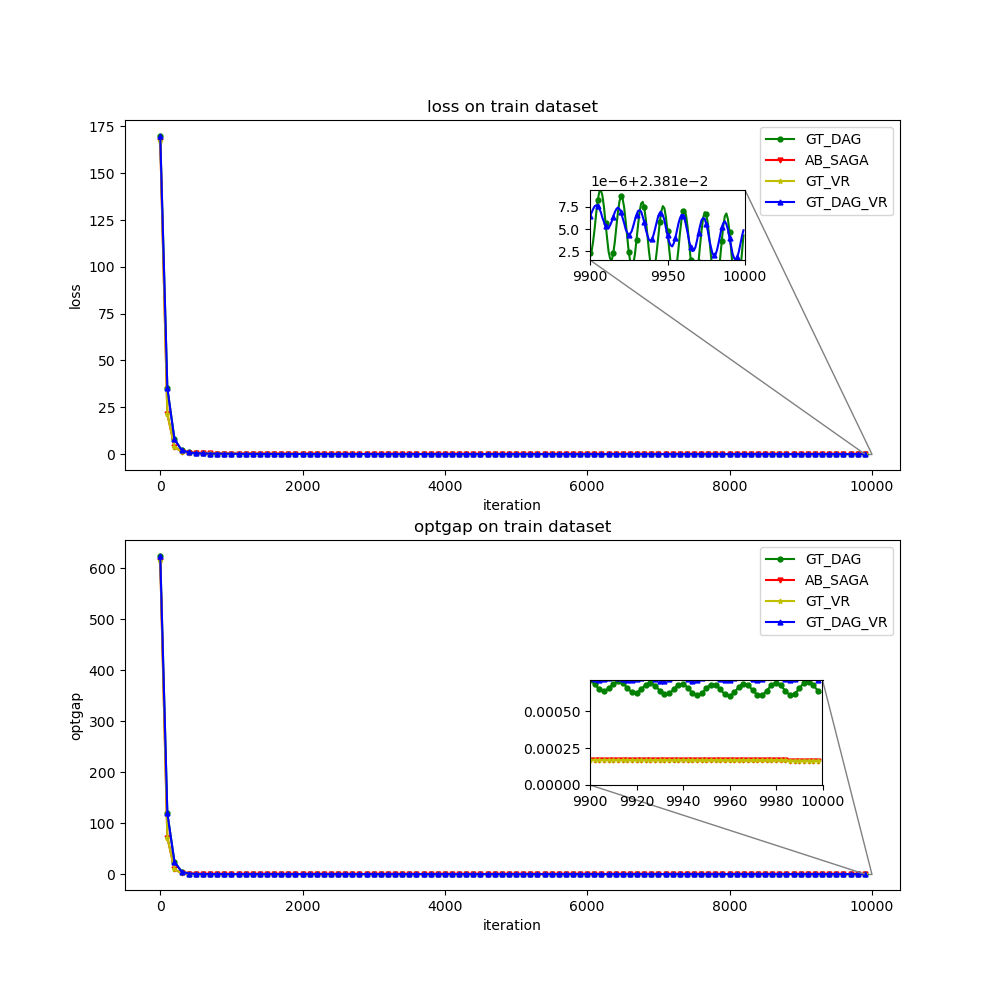 loss on train dataset
175
150
125
100
75
50
25
0
loss
0 2000 4000 6000 8000 10000
iteration
GT_DAG
AB_SAGA
GT_VR
GT_DAG_VR
1e−6+2.381e−2
7.5
5.0
2.5
9900 9950 10000
optgap on train dataset
600
500
400
300
200
100
0
optgap
0 2000 4000 6000 8000 10000
iteration
GT_DAG
AB_SAGA
GT_VR
GT_DAG_VR
0.00050
0.00025
0.00000
9900 9920 9940 9960 9980 10000